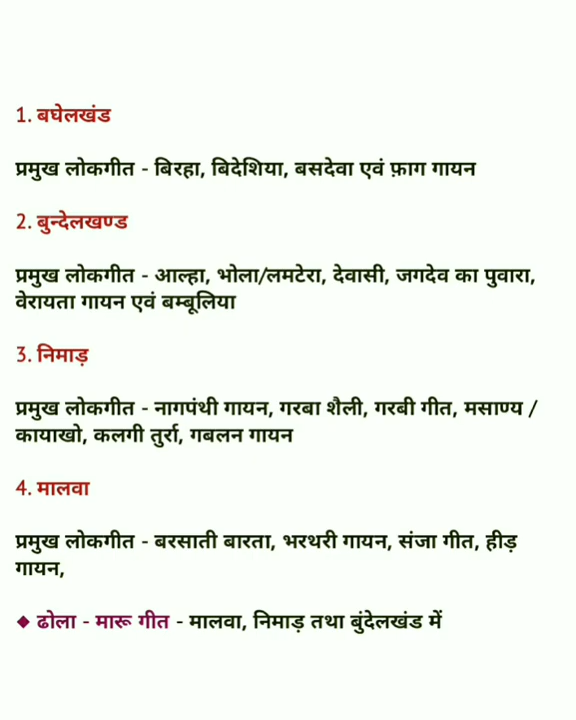 1. बघेलखंड
प्रमुख लोकगीत - बिरहा, बिदेशिया, बसदेवा एवं फ़ाग गायन
2. बुन्देलखण्ड
प्रमुख लोकगीत - आल्हा, भोला/लमटेरा, देवासी, जगदेव का पुवारा,
वेरायता गायन एवं बम्बूलिया
3. निमाड़
प्रमुख लोकगीत - नागपंथी गायन, गरबा शैली, गरबी गीत, मसाण्य /
कायाखो, कलगी तुर्रा, गबलन गायन
4. मालवा
प्रमुख लोकगीत - बरसाती बारता, भरथरी गायन, संजा गीत, हीड़
गायन,
◆ ढोला - मारू गीत - मालवा, निमाड़ तथा बुंदेलखंड में